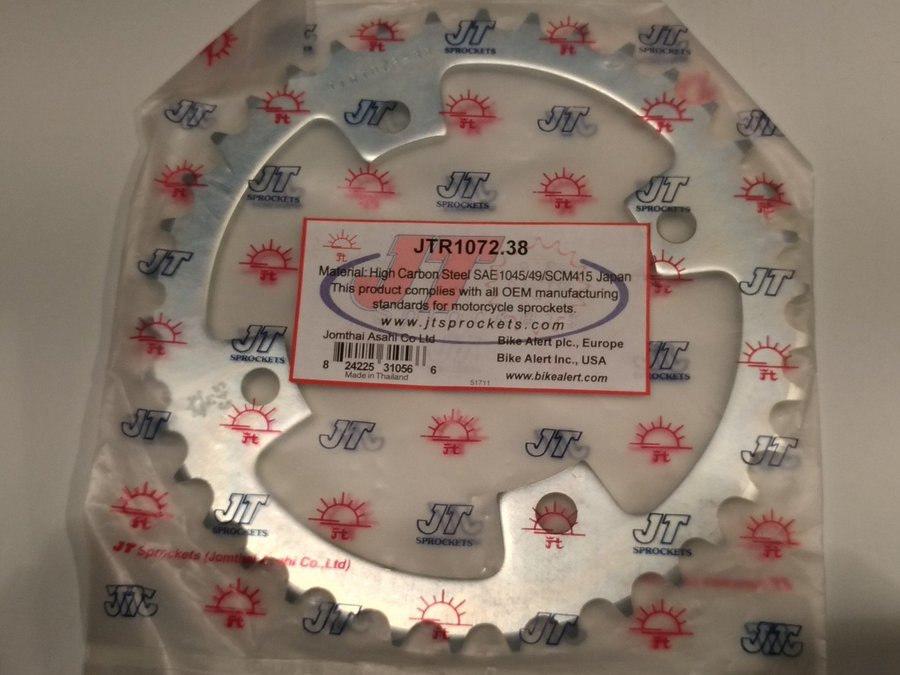 JTR1072.38
Material: High Carbon Steel SAE1045/49/SCM415 Japan
This product complies with all OEM manufacturing
standards for motorcycle sprockets.
www.jtsprockets.com
Jomthai Asahi Co Ltd
Bike Alert plc., Europe
Bike Alert Inc., USA
8 24225 31056 6
Made in Thailand
51711
www.bikealert.com
JT
SPROCKETS
JT Sprockets (Jomthai Asahi Co.,Ltd)